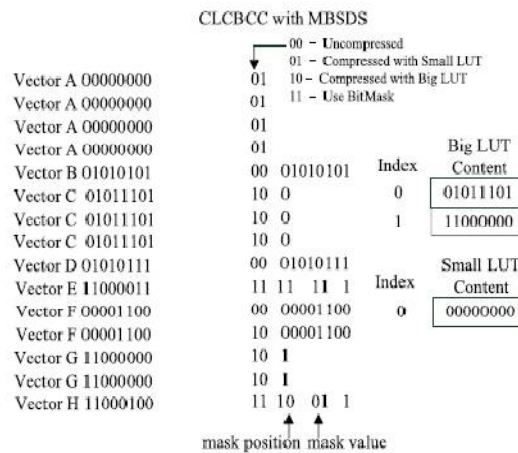 CLCBCC with MBSDS
00 – Uncompressed
01 – Compressed with Small LUT
10 – Compressed with Big LUT
11 – Use BitMask
Vector A 00000000 01
Vector A 00000000 01
Vector A 00000000 01
Vector A 00000000 01
Vector B 01010101 00 01010101
Vector C 01011101 10 0
Vector C 01011101 10 0
Vector C 01011101 10 0
Vector D 01010111 00 01010111
Vector E 11000011 11 11 11 1
Vector F 00001100 00 00001100
Vector F 00001100 10 00001100
Vector G 11000000 10 1
Vector G 11000000 10 1
Vector H 11000100 11 10 01 1
mask position mask value
Big LUT
Index Content
0 01011101
1 11000000
Small LUT
Index Content
0 00000000